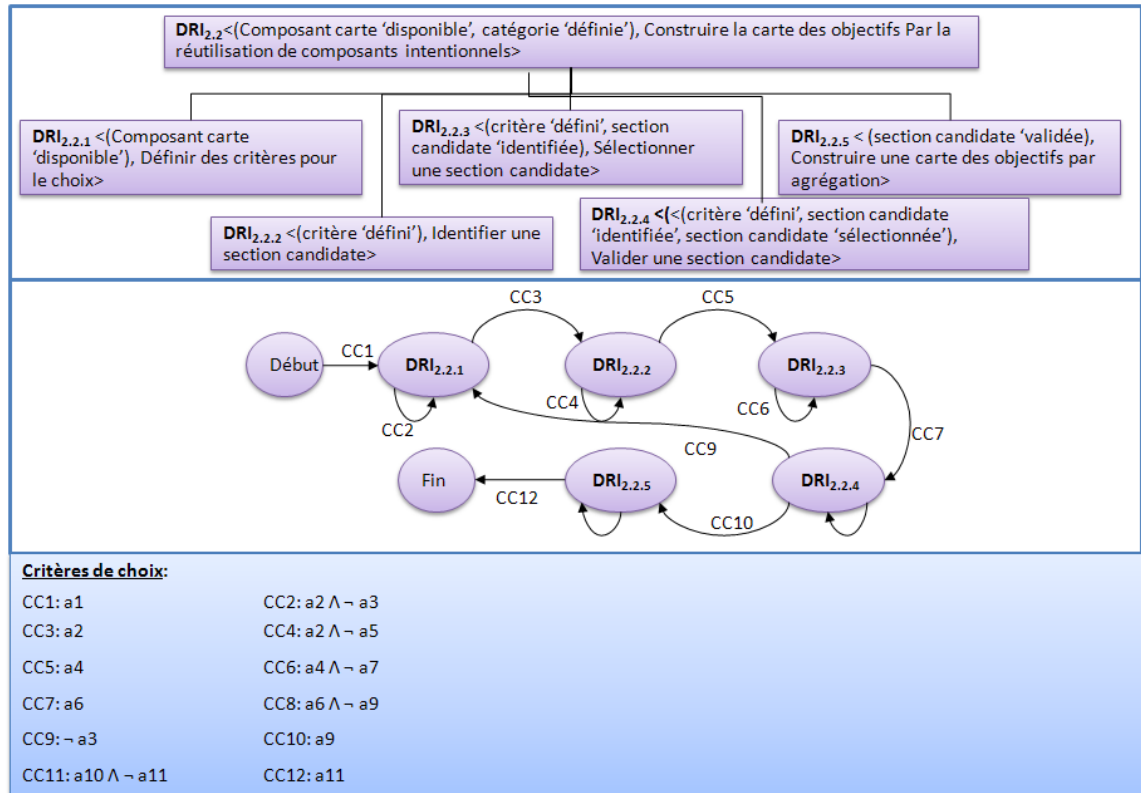 DRI2.2<(Composant carte ‘disponible’, catégorie ‘définie’), Construire la carte des objectifs Par la
réutilisation de composants intentionnels>
DRI2.2.1 <(Composant carte
‘disponible’), Définir des critères pour
le choix>
DRI2.2.3 <(critère ‘défini’, section
candidate ‘identifiée), Sélectionner
une section candidate>
DRI2.2.5 < (section candidate ‘validée),
Construire une carte des objectifs par
agrégation>
DRI2.2.2 <(critère ‘défini’), Identifier une
section candidate>
DRI2.2.4 <(<(critère ‘défini’, section candidate
‘identifiée’, section candidate ‘sélectionnée’),
Valider une section candidate>
CC3
CC5
Début
CC1
DRI2.2.1
DRI2.2.2
DRI2.2.3
CC2
CC4
CC6
CC7
CC9
Fin
CC12
DRI2.2.5
CC10
DRI2.2.4
Critères de choix:
CC1: a1
CC2: a2 Λ ¬ a3
CC3: a2
CC4: a2 Λ ¬ a5
CC5: a4
CC6: a4 Λ ¬ a7
CC7: a6
CC8: a6 Λ ¬ a9
CC9: ¬ a3
CC10: a9
CC11: a10 Λ ¬ a11
CC12: a11